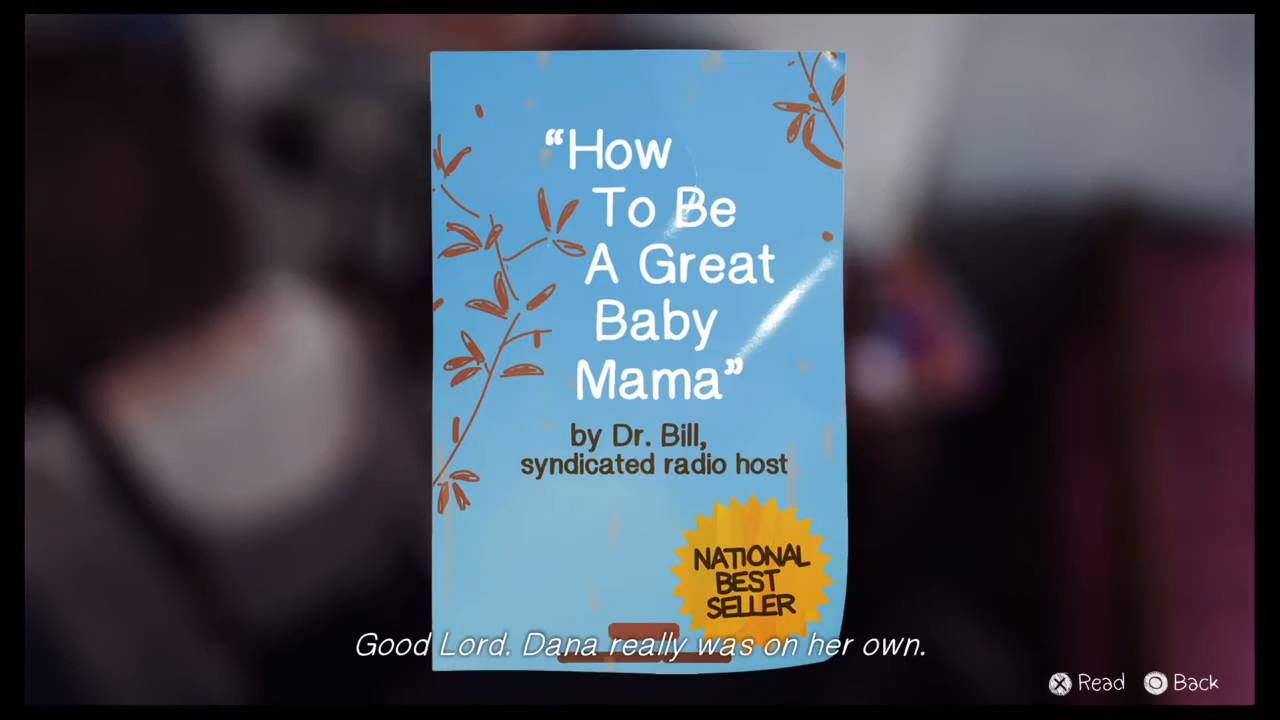 “How
To Be
A Great
Baby
Mama”
by Dr. Bill,
syndicated radio host
NATIONAL
BEST
SELLER
Good Lord. Dana really was on her own.
Read Back